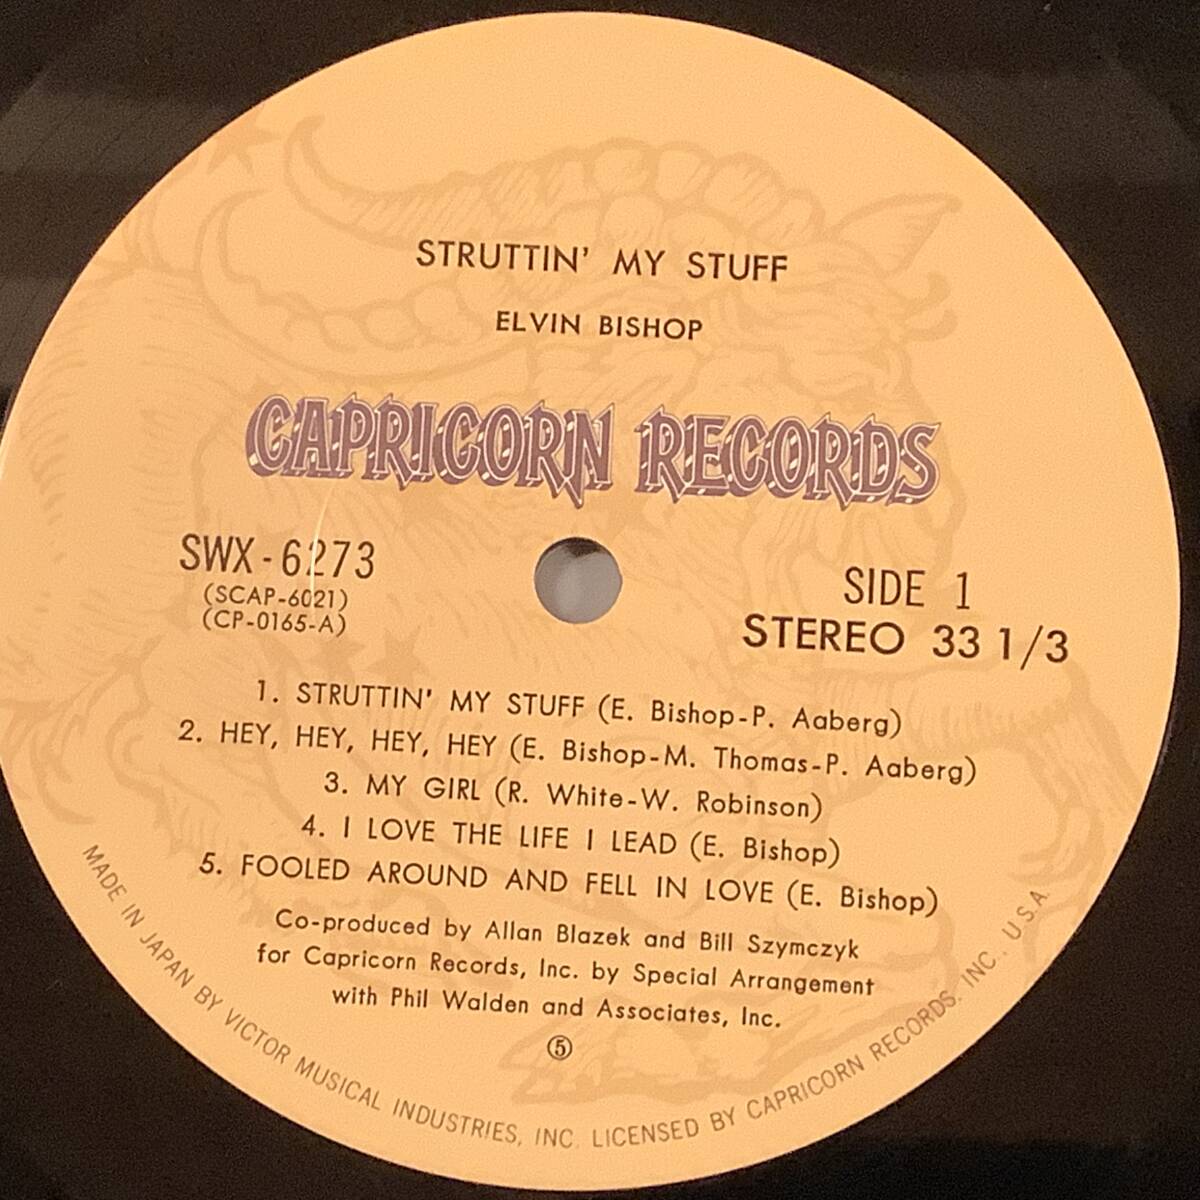 STRUTTIN' MY STUFF
ELVIN BISHOP
CAPRICORN RECORDS
SWX-6273
(SCAP-6021)
(CP-0165-A)
SIDE 1
STEREO 33 1/3
1. STRUTTIN' MY STUFF (E. Bishop-P. Aaberg)
2. HEY, HEY, HEY, HEY (E. Bishop-M. Thomas-P. Aaberg)
3. MY GIRL (R. White-W. Robinson)
4. I LOVE THE LIFE I LEAD (E. Bishop)
5. FOOLED AROUND AND FELL IN LOVE (E. Bishop)
Co-produced by Allan Blazek and Bill Szymczyk
for Capricorn Records, Inc. by Special Arrangement
with Phil Walden and Associates, Inc.
⑤
MADE IN JAPAN BY VICTOR MUSICAL INDUSTRIES, INC. LICENSED BY CAPRICORN RECORDS, INC., U.S.A.